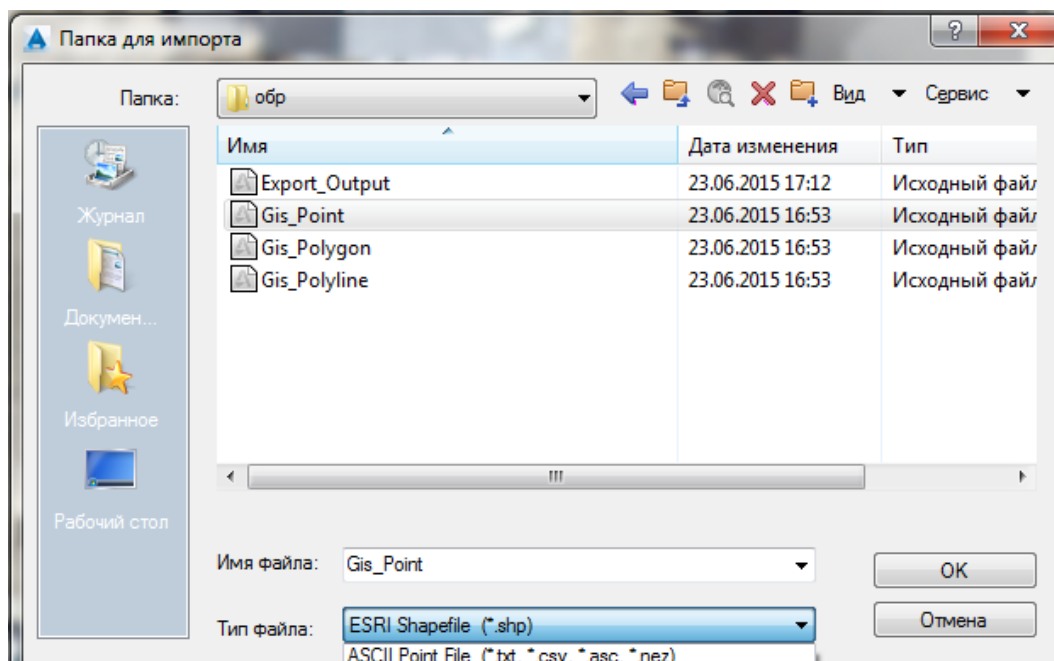 Папка для импорта
Папка:
обр
Вид
Сервис
Имя
Дата изменения
Тип
Export_Output
23.06.2015 17:12
Исходный файл
Gis_Point
23.06.2015 16:53
Исходный файл
Gis_Polygon
23.06.2015 16:53
Исходный файл
Gis_Polyline
23.06.2015 16:53
Исходный файл
Журнал
Докумен...
Избранное
Рабочий стол
Имя файла:
Gis_Point
OK
Тип файла:
ESRI Shapefile (*.shp)
Отмена
ASCII Point File (*.txt, *.csv, *.asc, *.nez)